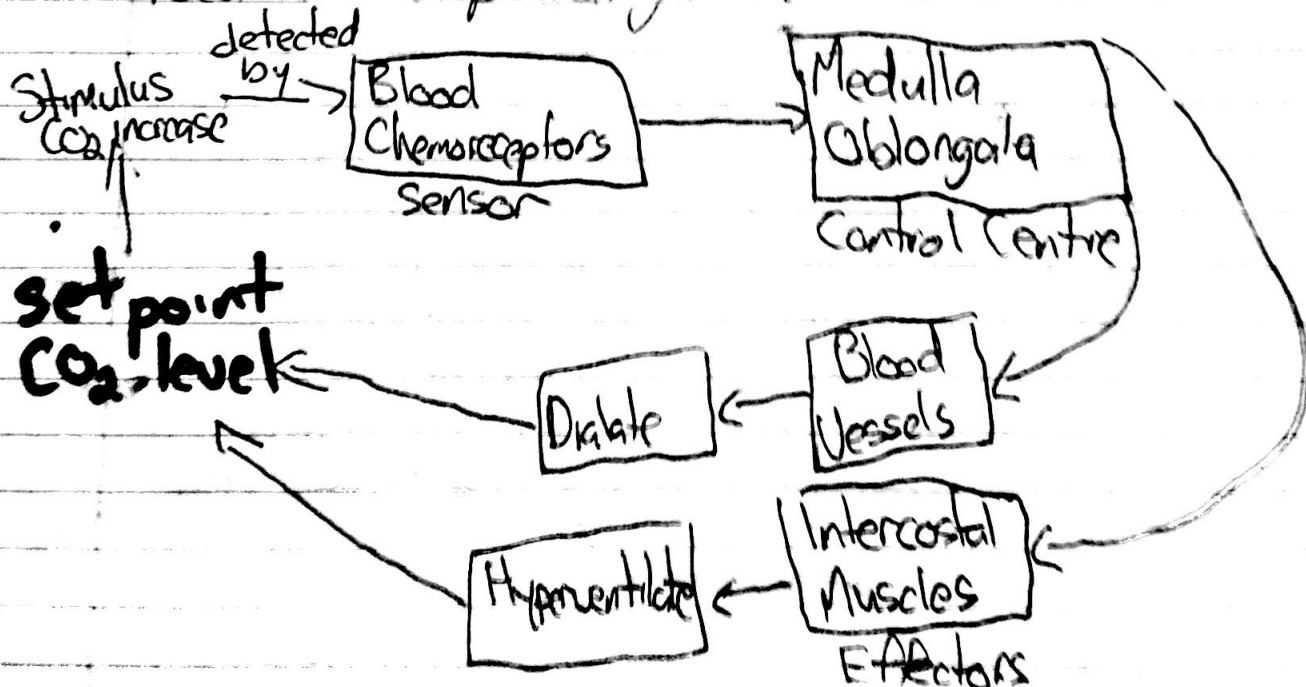 detected
by
Stimulus
CO₂ increase
Blood
Chemoreceptors
sensor
Medulla
Oblongala
Control Centre
set point
CO₂ level
Dialate
Blood
Vessels
Hyperventilate
Intercostal
Muscles
Effectors